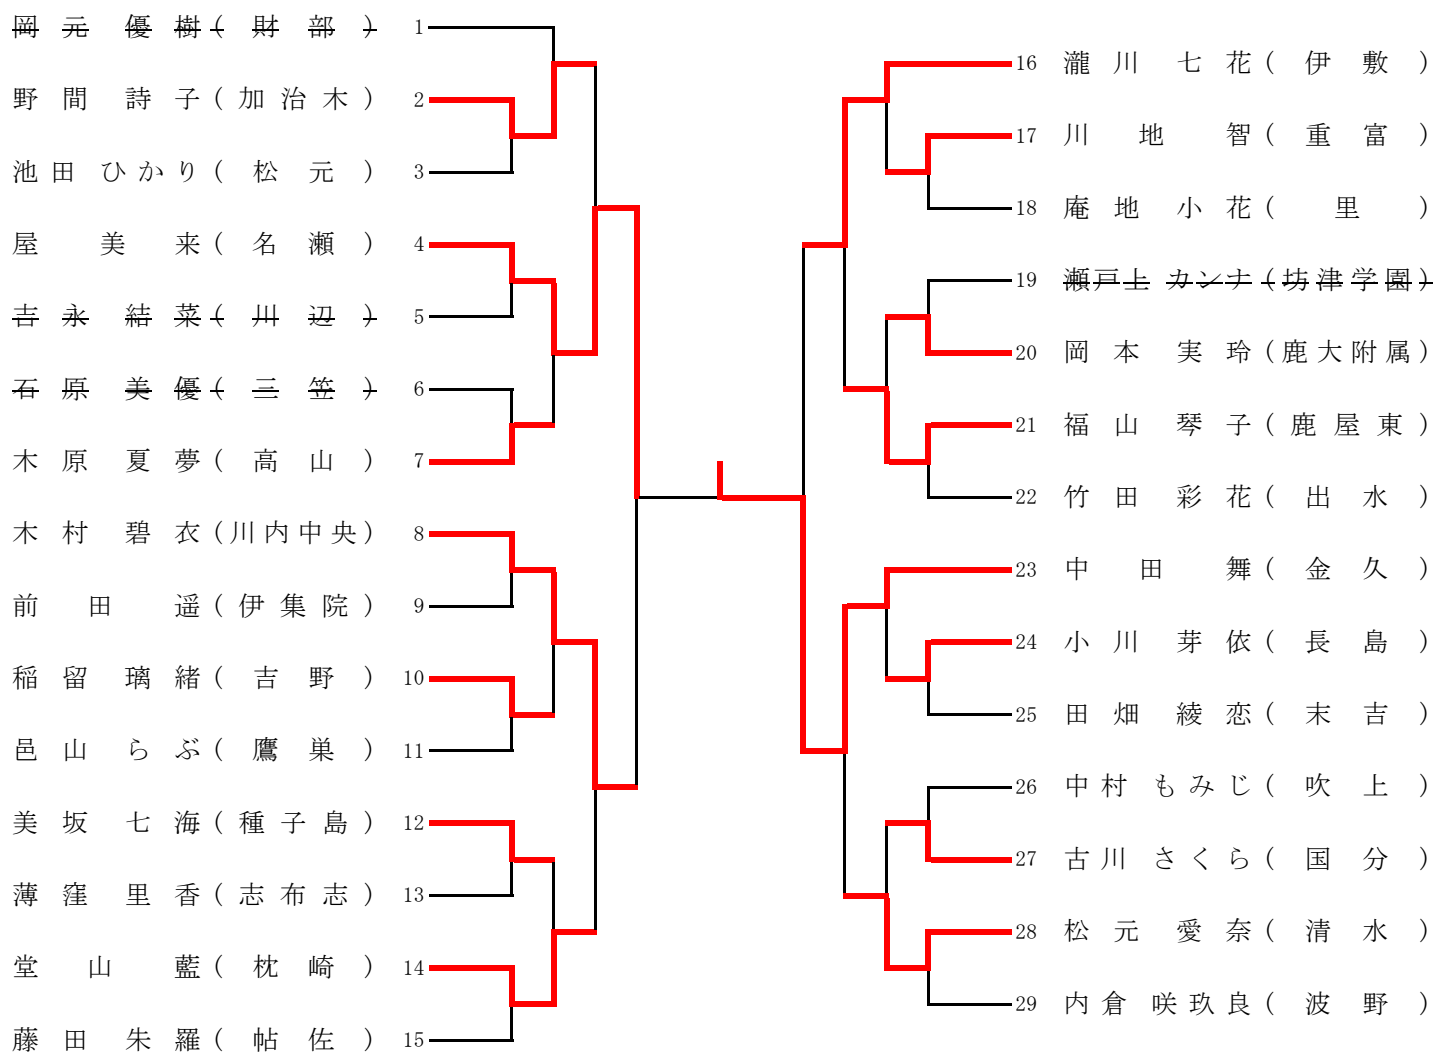 岡元 優樹(財部) 1
野間 詩子(加治木) 2
池田 ひかり(松元) 3
屋 美来(名瀬) 4
吉永 結菜(川辺) 5
石原 美優(三笠) 6
木原 夏夢(高山) 7
木村 碧衣(川内中央) 8
前田 遥(伊集院) 9
稲留 璃緒(吉野) 10
邑山 らぶ(鷹巣) 11
美坂 七海(種子島) 12
薄窪 里香(志布志) 13
堂山 藍(枕崎) 14
藤田 朱羅(帖佐) 15
16 瀧川 七花(伊敷)
17 川地 智(重富)
18 庵地 小花(里)
19 瀬戸上 カンナ(坊津学園)
20 岡本 実玲(鹿大附属)
21 福山 琴子(鹿屋東)
22 竹田 彩花(出水)
23 中田 舞(金久)
24 小川 芽依(長島)
25 田畑 綾恋(末吉)
26 中村 もみじ(吹上)
27 古川 さくら(国分)
28 松元 愛奈(清水)
29 内倉 咲玖良(波野)